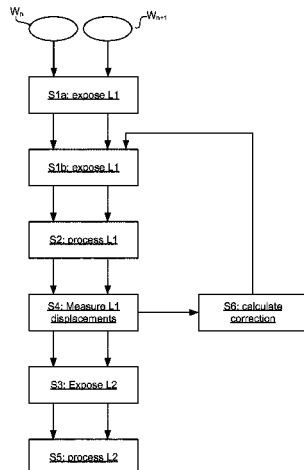 Wn
Wn+1
S1a: expose L1
S1b: expose L1
S2: process L1
S4: Measure L1
displacements
S6: calculate
correction
S3: Expose L2
S5: process L2